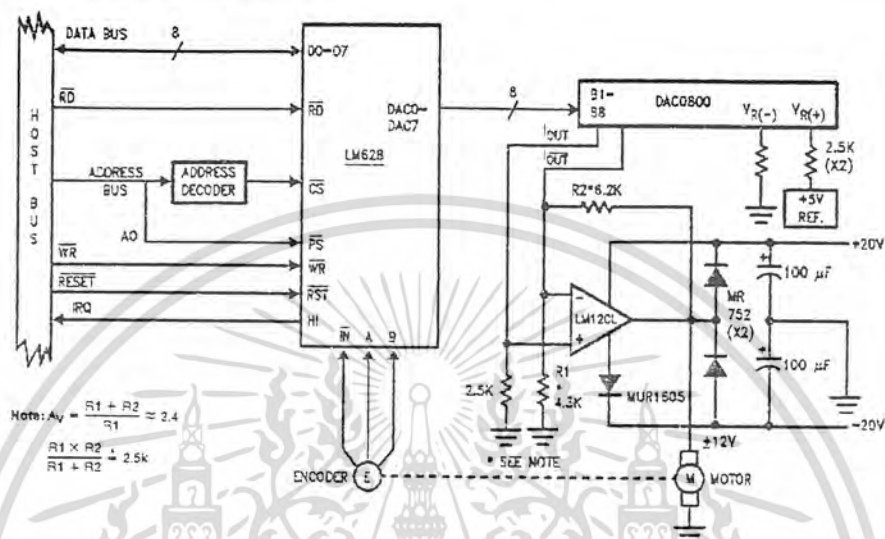 DATA BUS
8
D0-D7
RD
RD
HOST BUS
LM628
DAC0-
DAC7
8
B1-
B8
DAC0800
VR(-)
VR(+)
IOUT
IOUT
2.5K
(X2)
+5V
REF.
ADDRESS
BUS
ADDRESS
DECODER
CS
A0
PS
WR
WR
RESET
RST
IRQ
HI
IN A B
R2*6.2K
+20V
-
+
LM12CL
MR
752
(X2)
+
100 µF
+
100 µF
2.5K
R1
*
4.3K
MUR1605
-20V
±12V
* SEE NOTE
Note: Av = R1 + R2 / R1 ≈ 2.4
R1 X R2 / R1 + R2 ≐ 2.5k
ENCODER
E
M
MOTOR